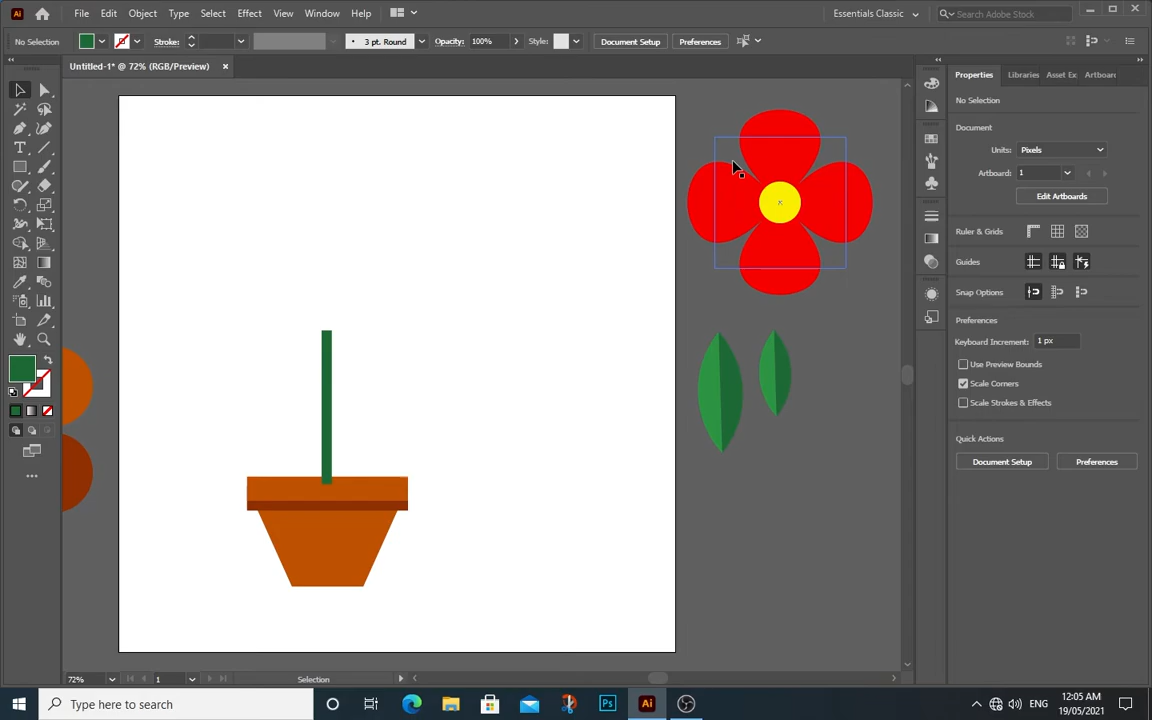 Ai File Edit Object Type Select Effect View Window Help Essentials Classic Search Adobe Stock
No Selection Stroke: 3 pt. Round Opacity: 100% Style: Document Setup Preferences
Untitled-1* @ 72% (RGB/Preview)
Properties Libraries Asset Ex Artboar
No Selection
Document
Units: Pixels
Artboard: 1
Edit Artboards
Ruler & Grids
Guides
Snap Options
Preferences
Keyboard Increment: 1 px
Use Preview Bounds
Scale Corners
Scale Strokes & Effects
Quick Actions
Document Setup Preferences
72% 1 Selection
Type here to search Ps Ai ENG 12:05 AM
19/05/2021